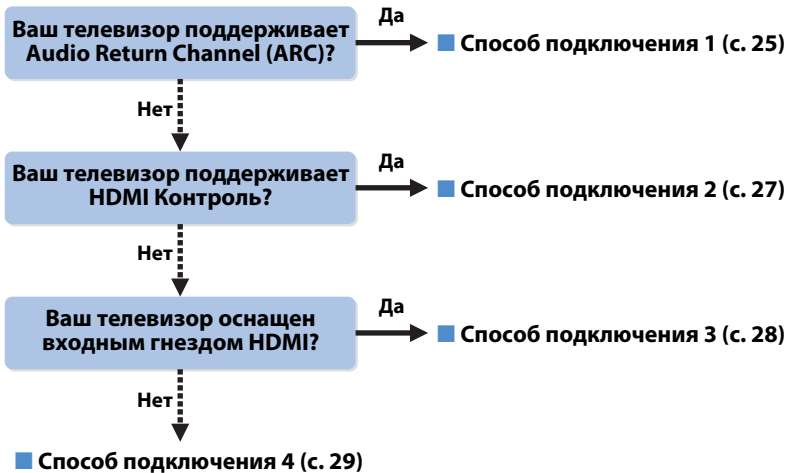 Ваш телевизор поддерживает
Audio Return Channel (ARC)?
Да
■ Способ подключения 1 (с. 25)
Нет
Ваш телевизор поддерживает
HDMI Контроль?
Да
■ Способ подключения 2 (с. 27)
Нет
Ваш телевизор оснащен
входным гнездом HDMI?
Да
■ Способ подключения 3 (с. 28)
Нет
■ Способ подключения 4 (с. 29)